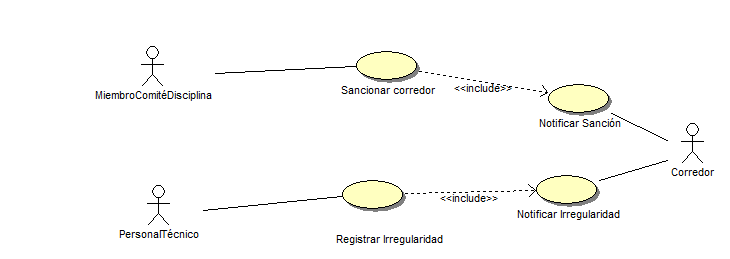 MiembroComitéDisciplina
Sancionar corredor
<<include>>
Notificar Sanción
Corredor
PersonalTécnico
Registrar Irregularidad
<<include>>
Notificar Irregularidad